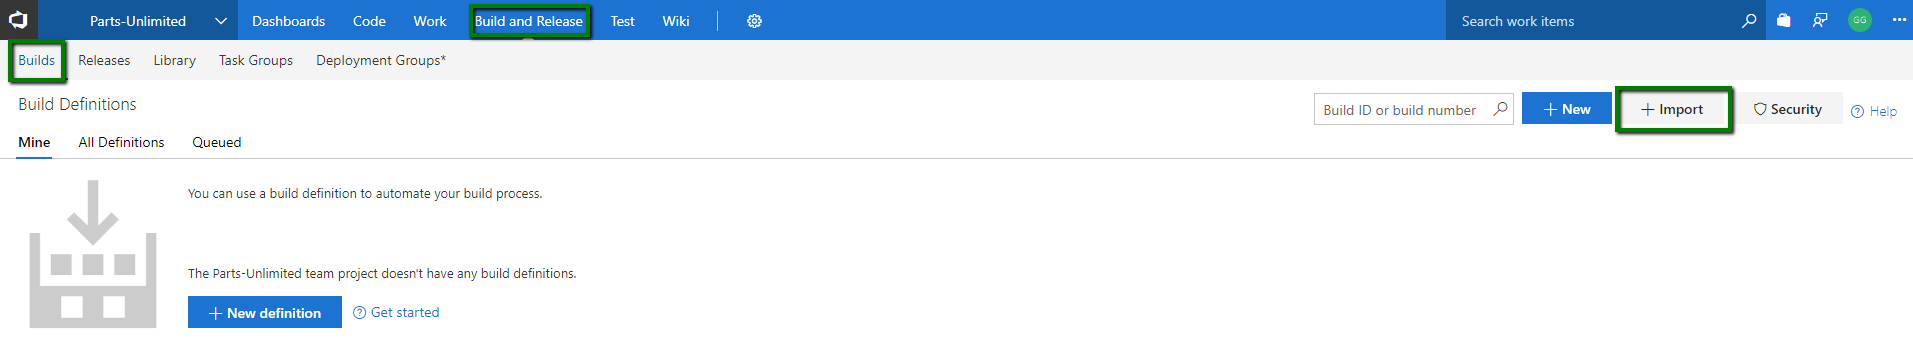 Parts-Unlimited Dashboards Code Work Build and Release Test Wiki Search work items GG
Builds Releases Library Task Groups Deployment Groups*
Build Definitions Build ID or build number + New + Import Security Help
Mine All Definitions Queued
You can use a build definition to automate your build process.
The Parts-Unlimited team project doesn't have any build definitions.
+ New definition Get started